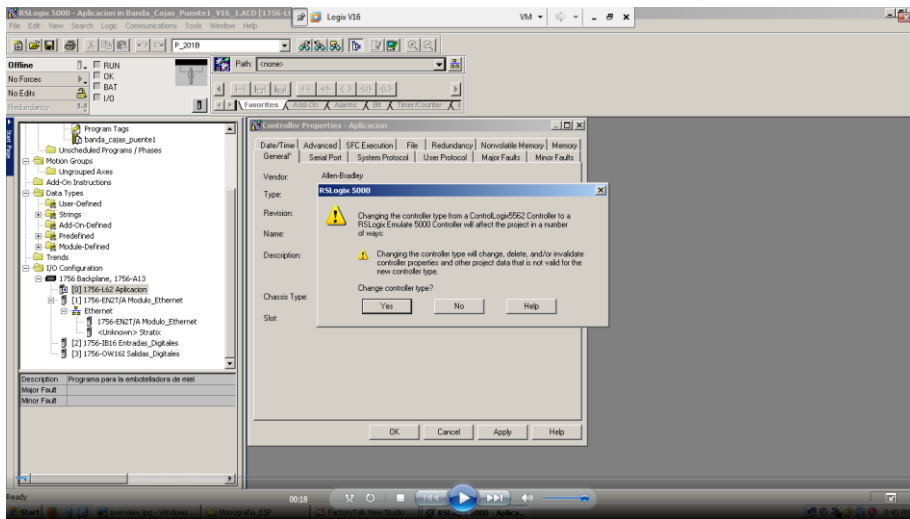 RSLogix 5000 - Aplicacion in Banda_Cajas_Puente1_V16_1.ACD [1756-L6
Logix V16
VM
File Edit View Search Logic Communications Tools Window Help
P_201B
Offline
RUN
Path: <none>
No Forces
OK
No Edits
BAT
Redundancy
I/O
Favorites
Add-On
Alarms
Bit
Timer/Counter
Start Page
Program Tags
banda_cajas_puente1
Unscheduled Programs / Phases
Motion Groups
Ungrouped Axes
Add-On Instructions
Data Types
User-Defined
Strings
Add-On-Defined
Predefined
Module-Defined
Trends
I/O Configuration
1756 Backplane, 1756-A13
[0] 1756-L62 Aplicacion
[1] 1756-EN2T/A Modulo_Ethernet
Ethernet
1756-EN2T/A Modulo_Ethernet
<Unknown> Stratix
[2] 1756-IB16 Entradas_Digitales
[3] 1756-OW16I Salidas_Digitales
Description Programa para la embotelladora de miel
Major Fault
Minor Fault
Controller Properties - Aplicacion
Date/Time Advanced SFC Execution File Redundancy Nonvolatile Memory Memory
General* Serial Port System Protocol User Protocol Major Faults Minor Faults
Vendor: Allen-Bradley
Type:
Revision:
Name:
Description:
Chassis Type:
Slot:
RSLogix 5000
Changing the controller type from a ControlLogix5562 Controller to a
RSLogix Emulate 5000 Controller will affect the project in a number
of ways:
Changing the controller type will change, delete, and/or invalidate
controller properties and other project data that is not valid for the
new controller type.
Change controller type?
Yes No Help
OK Cancel Apply Help
Ready
00:18
Start
overview.jpg - Windows ...
Monografia_ESP
FactoryTalk View Studio ...
RSLogix 5000 - Aplica...
8:45 PM